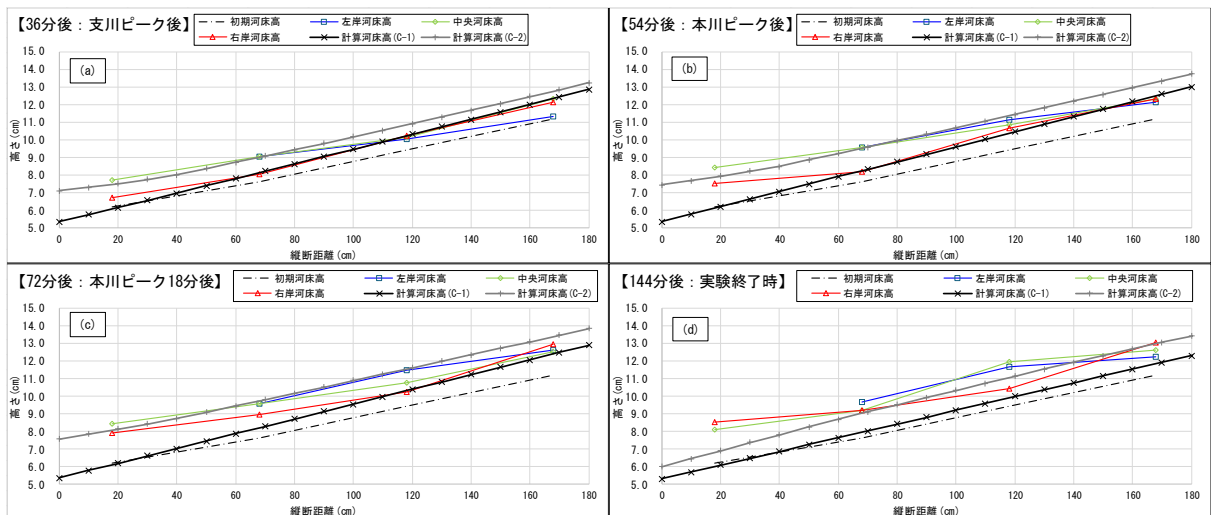 【36分後：支川ピーク後】
初期河床高 左岸河床高 中央河床高
右岸河床高 計算河床高(C-1) 計算河床高(C-2)
(a)
高さ(cm)
15.0
14.0
13.0
12.0
11.0
10.0
9.0
8.0
7.0
6.0
5.0
0 20 40 60 80 100 120 140 160 180
縦断距離(cm)
【54分後：本川ピーク後】
初期河床高 左岸河床高 中央河床高
右岸河床高 計算河床高(C-1) 計算河床高(C-2)
(b)
高さ(cm)
15.0
14.0
13.0
12.0
11.0
10.0
9.0
8.0
7.0
6.0
5.0
0 20 40 60 80 100 120 140 160 180
縦断距離(cm)
【72分後：本川ピーク18分後】
初期河床高 左岸河床高 中央河床高
右岸河床高 計算河床高(C-1) 計算河床高(C-2)
(c)
高さ(cm)
15.0
14.0
13.0
12.0
11.0
10.0
9.0
8.0
7.0
6.0
5.0
0 20 40 60 80 100 120 140 160 180
縦断距離(cm)
【144分後：実験終了時】
初期河床高 左岸河床高 中央河床高
右岸河床高 計算河床高(C-1) 計算河床高(C-2)
(d)
高さ(cm)
15.0
14.0
13.0
12.0
11.0
10.0
9.0
8.0
7.0
6.0
5.0
0 20 40 60 80 100 120 140 160 180
縦断距離(cm)